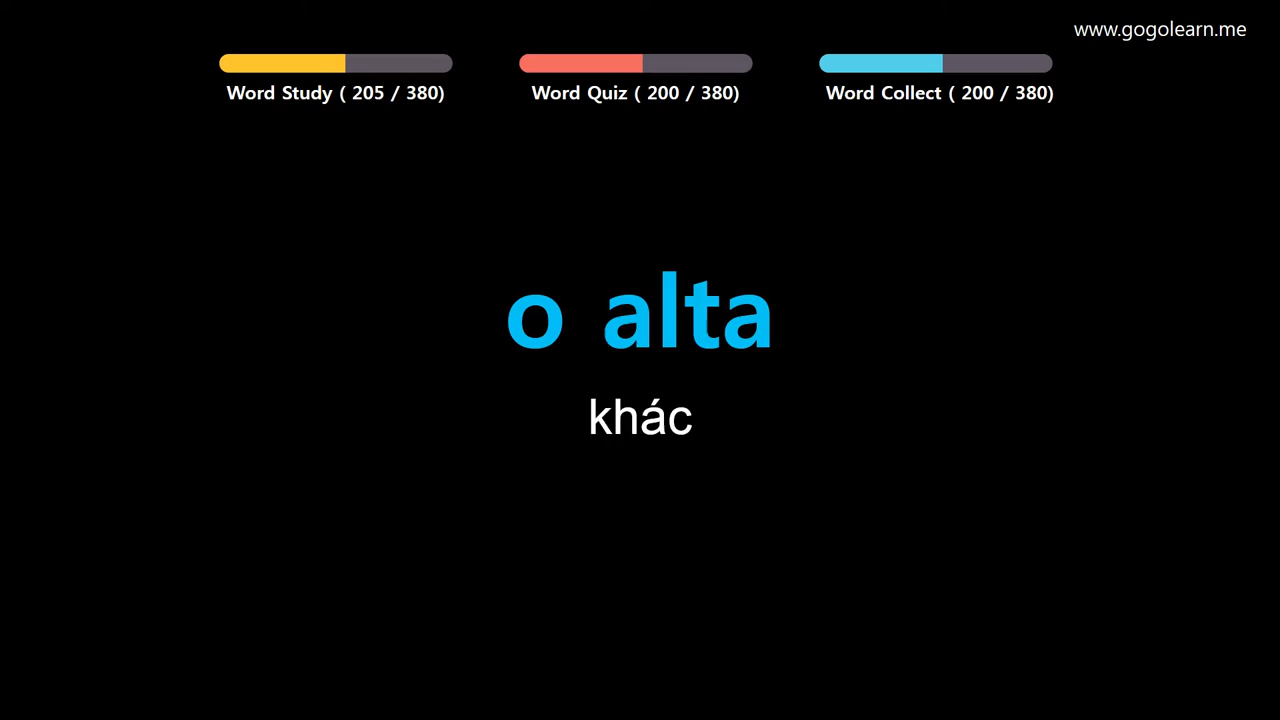 www.gogolearn.me
Word Study ( 205 / 380)
Word Quiz ( 200 / 380)
Word Collect ( 200 / 380)
o alta
khác